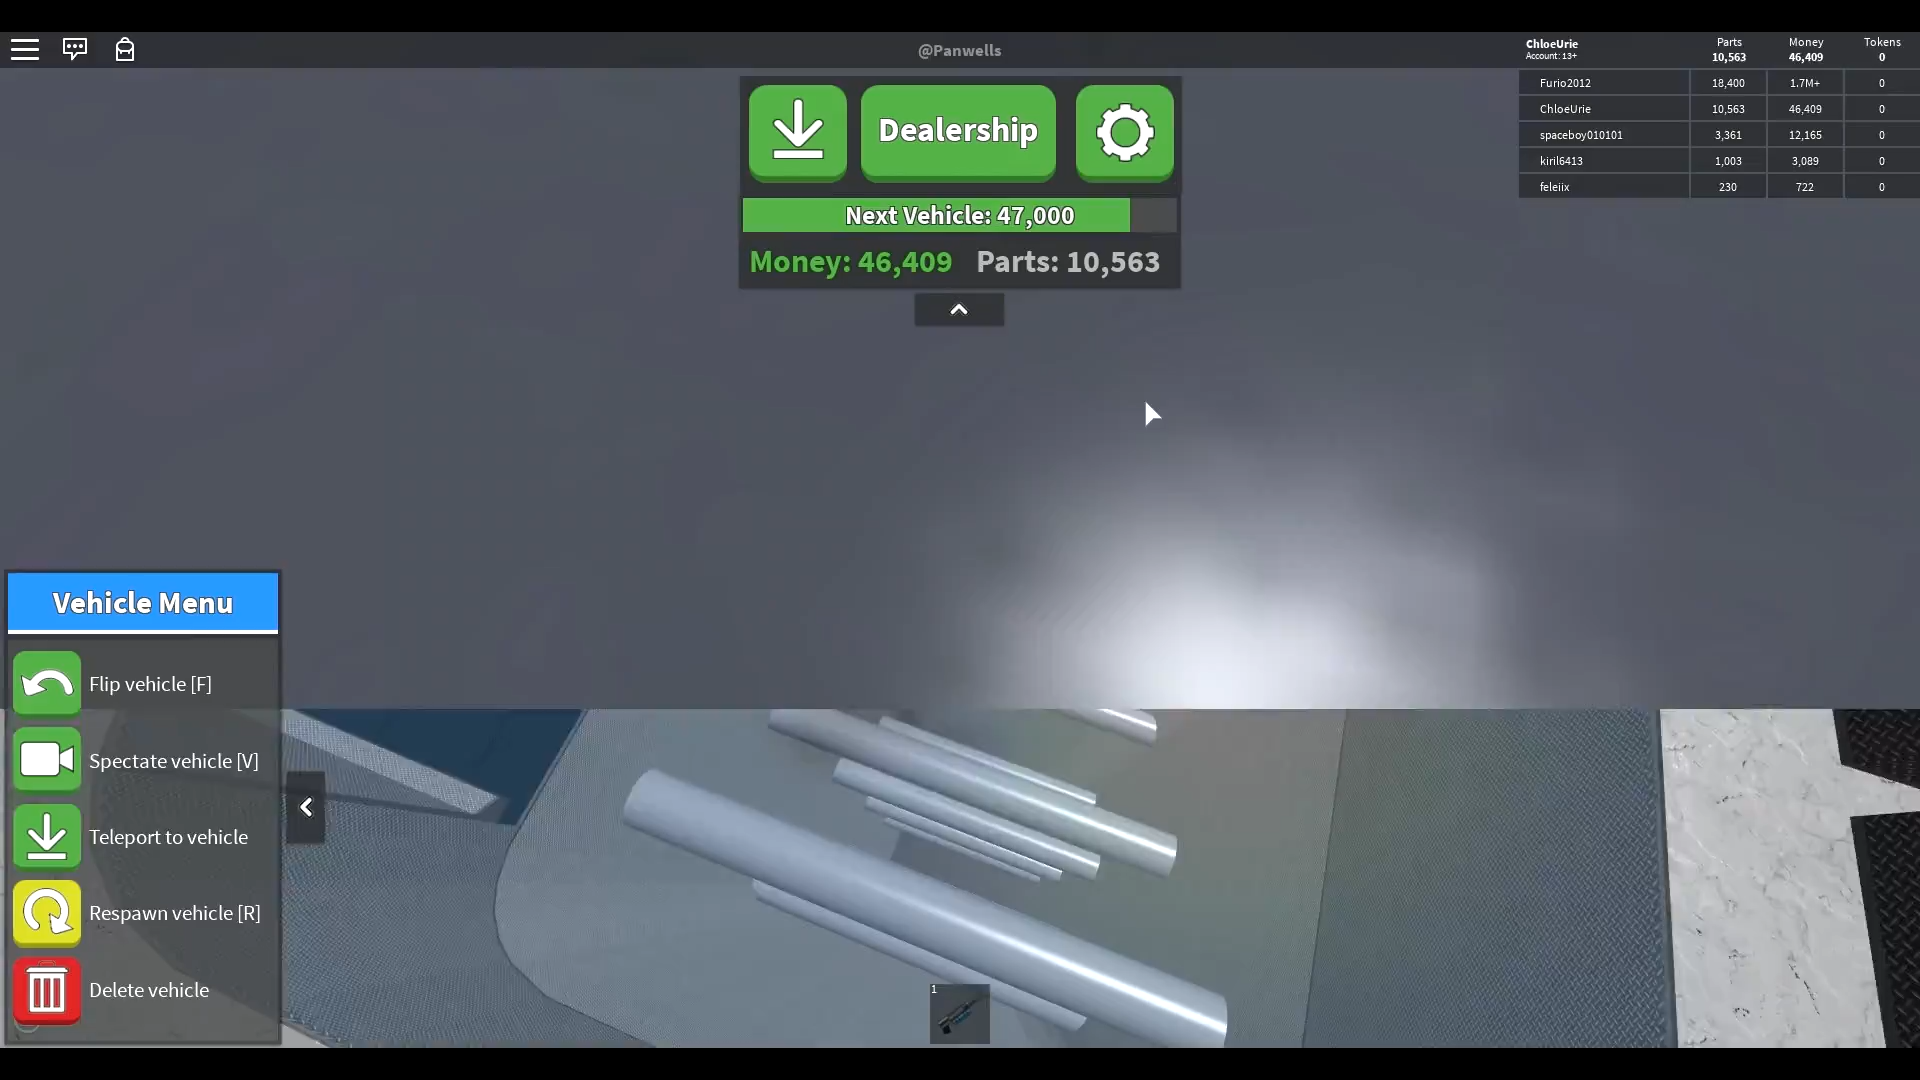 @Panwells
ChloeUrie
Account: 13+
Parts
10,563
Money
46,409
Tokens
0
Furio2012 18,400 1.7M+ 0
ChloeUrie 10,563 46,409 0
spaceboy010101 3,361 12,165 0
kiril6413 1,003 3,089 0
feleiix 230 722 0
Dealership
Next Vehicle: 47,000
Money: 46,409 Parts: 10,563
Vehicle Menu
Flip vehicle [F]
Spectate vehicle [V]
Teleport to vehicle
Respawn vehicle [R]
Delete vehicle
1